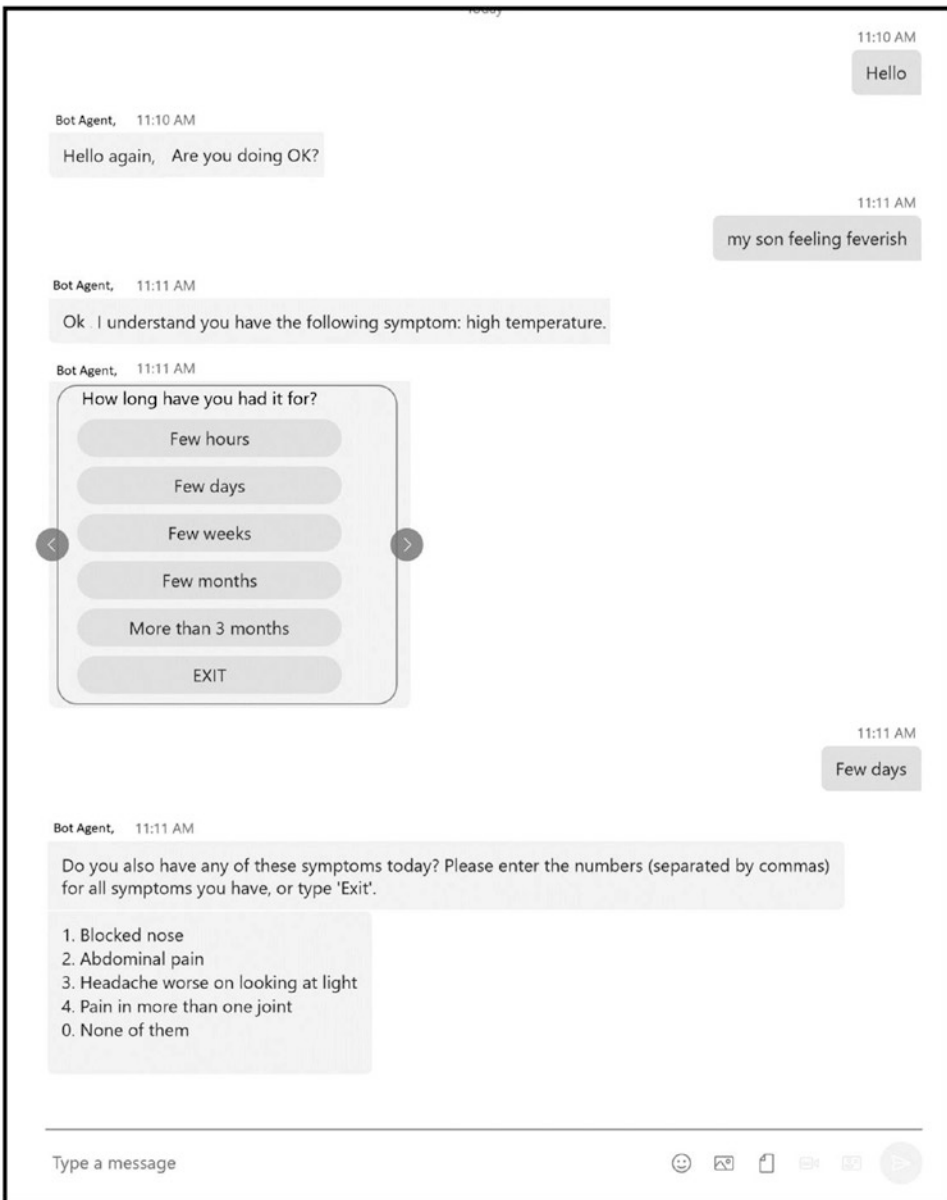 Today
11:10 AM
Hello
Bot Agent, 11:10 AM
Hello again, Are you doing OK?
11:11 AM
my son feeling feverish
Bot Agent, 11:11 AM
Ok . I understand you have the following symptom: high temperature.
Bot Agent, 11:11 AM
How long have you had it for?
Few hours
Few days
Few weeks
Few months
More than 3 months
EXIT
11:11 AM
Few days
Bot Agent, 11:11 AM
Do you also have any of these symptoms today? Please enter the numbers (separated by commas)
for all symptoms you have, or type 'Exit'.
1. Blocked nose
2. Abdominal pain
3. Headache worse on looking at light
4. Pain in more than one joint
0. None of them
Type a message